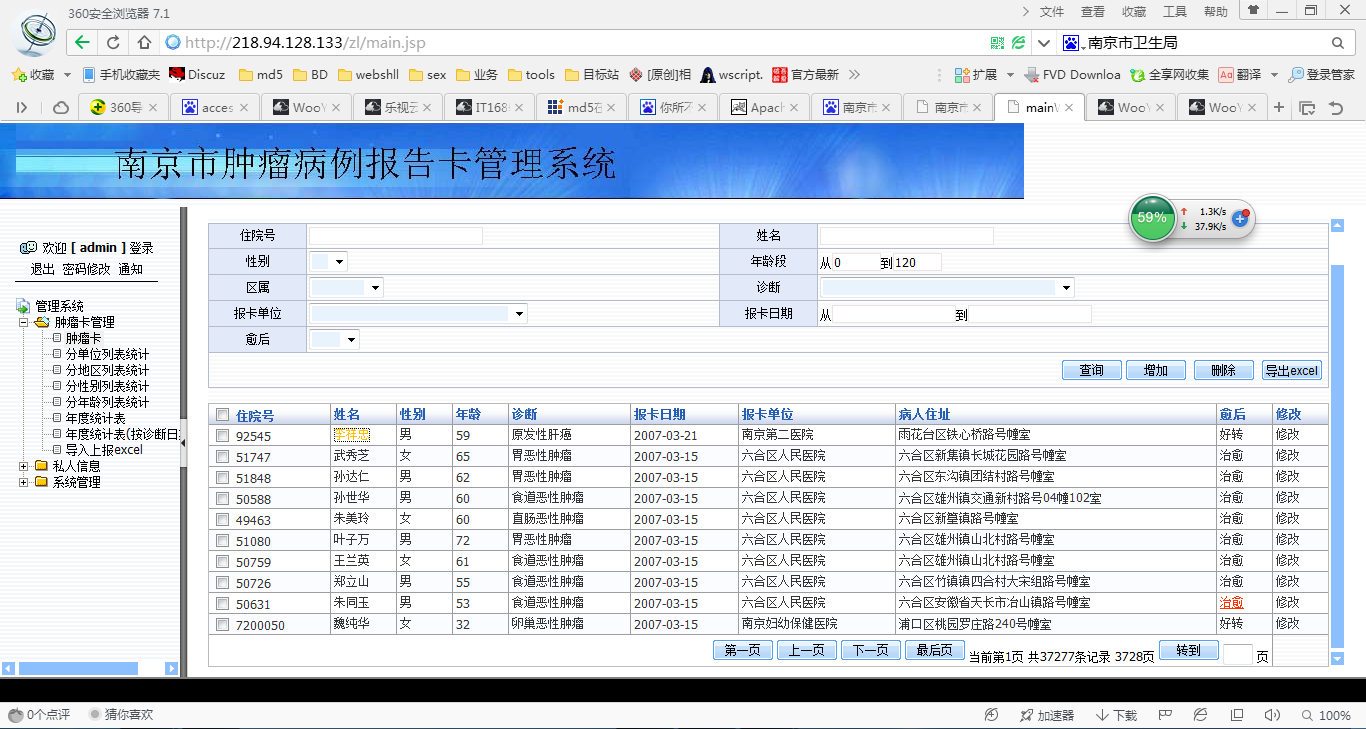 360安全浏览器 7.1
文件 查看 收藏 工具 帮助
http://218.94.128.133/zl/main.jsp
南京市卫生局
收藏 手机收藏夹 Discuz md5 BD webshll sex 业务 tools 目标站 [原创]相 wscript. 官方最新 扩展 FVD Downloa 全享网收集 翻译 登录管家
360导 acces Woo 乐视云 IT168 md5在 你所不 Apach 南京市 南京市 main Woo Woo
南京市肿瘤病例报告卡管理系统
59% 1.3K/s
37.9K/s
欢迎 [ admin ] 登录
退出 密码修改 通知
管理系统
肿瘤卡管理
肿瘤卡
分单位列表统计
分地区列表统计
分性别列表统计
分年龄列表统计
年度统计表
年度统计表(按诊断日
导入上报excel
私人信息
系统管理
住院号 姓名
性别 年龄段 从 0 到 120
区属 诊断
报卡单位 报卡日期 从 到
愈后
查询 增加 删除 导出excel
住院号 姓名 性别 年龄 诊断 报卡日期 报卡单位 病人住址 愈后 修改
92545 男 59 原发性肝癌 2007-03-21 南京第二医院 雨花台区铁心桥路号幢室 好转 修改
51747 武秀芝 女 65 胃恶性肿瘤 2007-03-15 六合区人民医院 六合区新集镇长城花园路号幢室 治愈 修改
51848 孙达仁 男 62 胃恶性肿瘤 2007-03-15 六合区人民医院 六合区东沟镇团结村路号幢室 治愈 修改
50588 孙世华 男 60 食道恶性肿瘤 2007-03-15 六合区人民医院 六合区雄州镇交通新村路号04幢102室 治愈 修改
49463 朱美玲 女 60 直肠恶性肿瘤 2007-03-15 六合区人民医院 六合区新篁镇路号幢室 治愈 修改
51080 叶子万 男 72 胃恶性肿瘤 2007-03-15 六合区人民医院 六合区雄州镇山北村路号幢室 治愈 修改
50759 王兰英 女 61 食道恶性肿瘤 2007-03-15 六合区人民医院 六合区雄州镇山北村路号幢室 治愈 修改
50726 郑立山 男 55 食道恶性肿瘤 2007-03-15 六合区人民医院 六合区竹镇镇四合村大宋组路号幢室 治愈 修改
50631 朱同玉 男 53 食道恶性肿瘤 2007-03-15 六合区人民医院 六合区安徽省天长市冶山镇路号幢室 治愈 修改
7200050 魏纯华 女 32 卵巢恶性肿瘤 2007-03-15 南京妇幼保健医院 浦口区桃园罗庄路240号幢室 好转 修改
第一页 上一页 下一页 最后页 当前第1页 共37277条记录 3728页 转到 页
0个点评 猜你喜欢 加速器 下载 100%